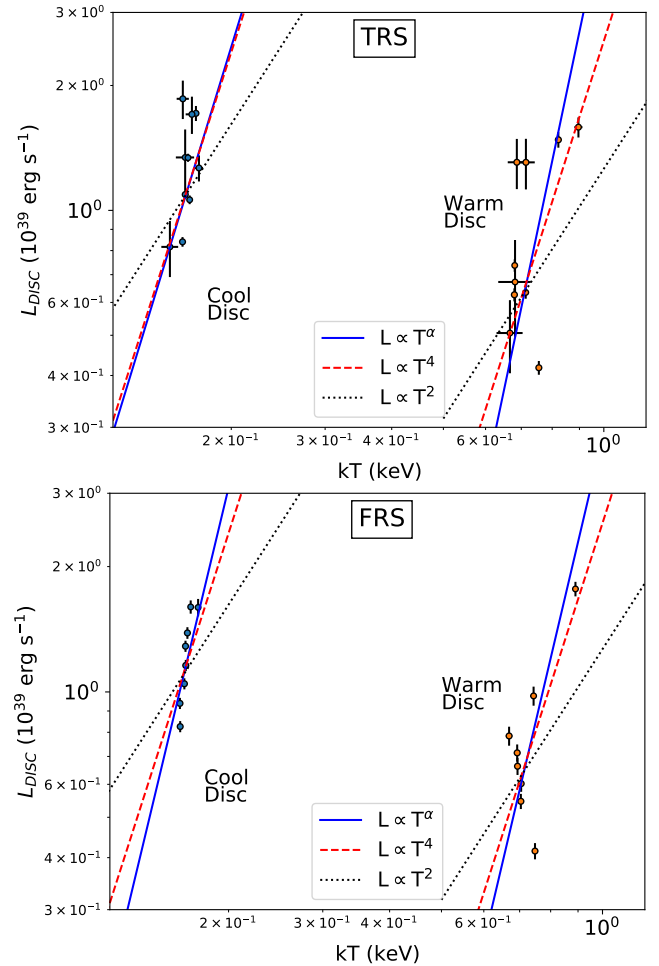 TRS
3 × 10⁰
2 × 10⁰
10⁰
6 × 10⁻¹
4 × 10⁻¹
3 × 10⁻¹
L_DISC (10³⁹ erg s⁻¹)
Warm
Disc
Cool
Disc
L ∝ T^α
L ∝ T⁴
L ∝ T²
2 × 10⁻¹
3 × 10⁻¹
4 × 10⁻¹
6 × 10⁻¹
10⁰
kT (keV)
FRS
3 × 10⁰
2 × 10⁰
10⁰
6 × 10⁻¹
4 × 10⁻¹
3 × 10⁻¹
L_DISC (10³⁹ erg s⁻¹)
Warm
Disc
Cool
Disc
L ∝ T^α
L ∝ T⁴
L ∝ T²
2 × 10⁻¹
3 × 10⁻¹
4 × 10⁻¹
6 × 10⁻¹
10⁰
kT (keV)